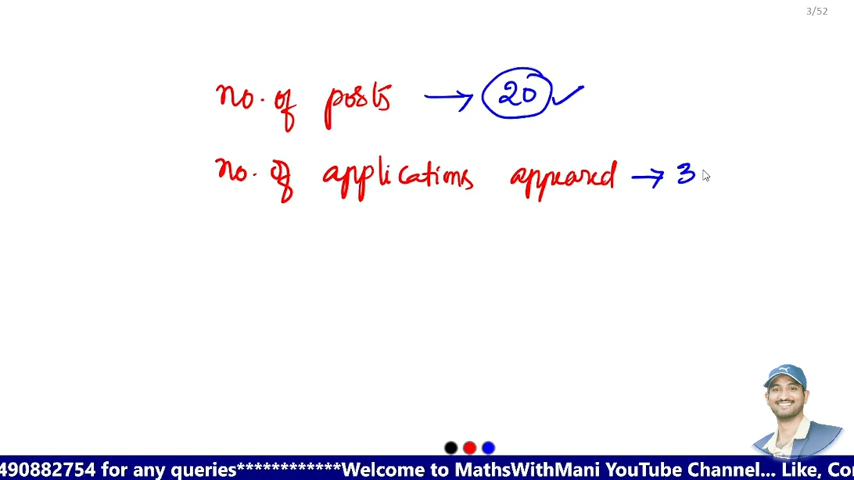 3/52
no. of posts → 20 ✓
no. of applications appeared → 3
490882754 for any queries************Welcome to MathsWithMani YouTube Channel... Like, Co